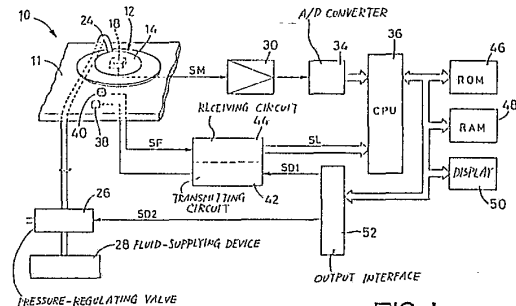 10
24
18
12
14
11
A/D CONVERTER
30
34
36
46
SM
CPU
ROM
RECEIVING CIRCUIT
40
38
44
48
RAM
SF
SL
SD1
DISPLAY
50
42
TRANSMITTING CIRCUIT
26
SD2
52
28 FLUID-SUPPLYING DEVICE
OUTPUT INTERFACE
PRESSURE-REGULATING VALVE